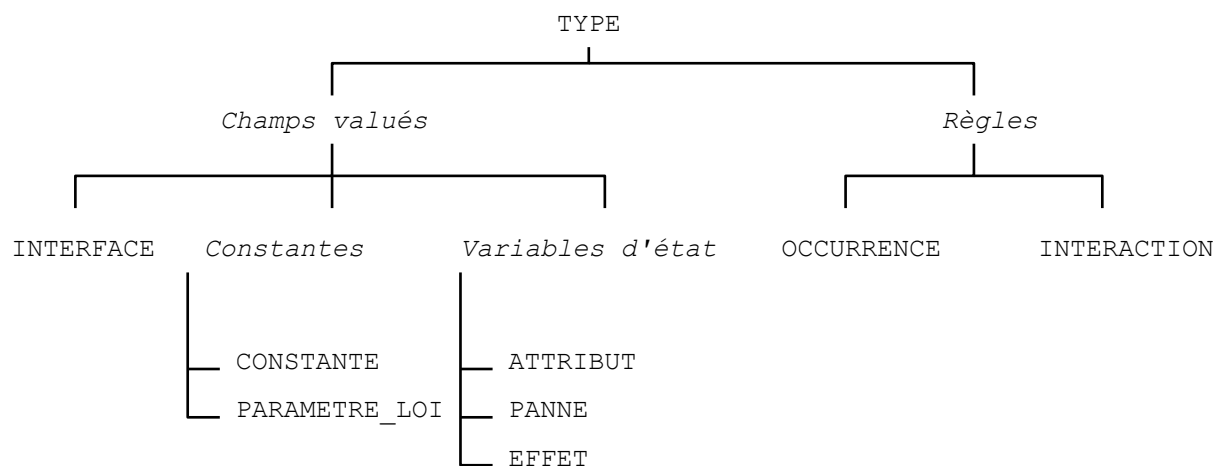 TYPE
Champs valués Règles
INTERFACE Constantes Variables d'état OCCURRENCE INTERACTION
CONSTANTE ATTRIBUT
PARAMETRE_LOI PANNE
EFFET